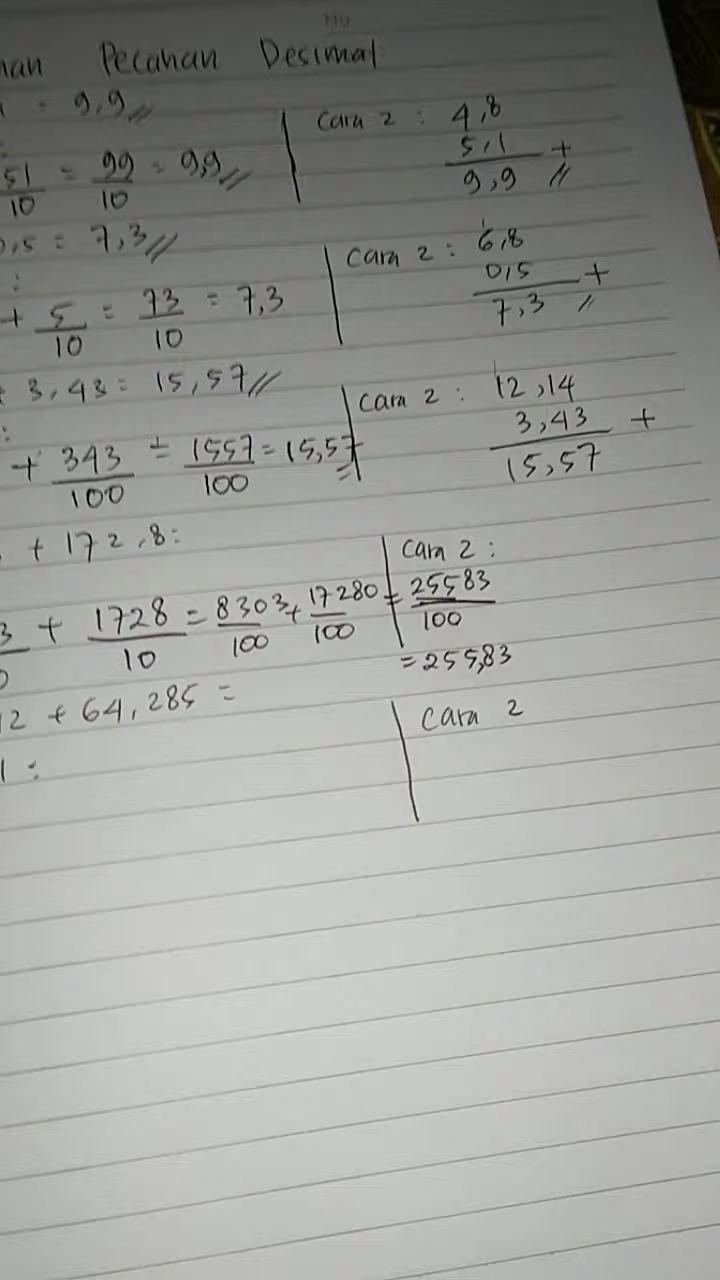 No
Pecahan Desimal
= 9,9
51/10 = 99/10 = 9,9
Cara 2 : 4,8
5,1 +
9,9
0,5 = 7,3
+ 5/10 = 73/10 = 7,3
Cara 2 : 6,8
0,5 +
7,3
+ 3,43 = 15,57
+ 343/100 = 1557/100 = 15,57
Cara 2 : 12,14
3,43 +
15,57
+ 172,8 :
+ 1728/10 = 8303/100 + 17280/100 = 25583/100
= 255,83
Cara 2 :
12 + 64,285 =
1 :
Cara 2